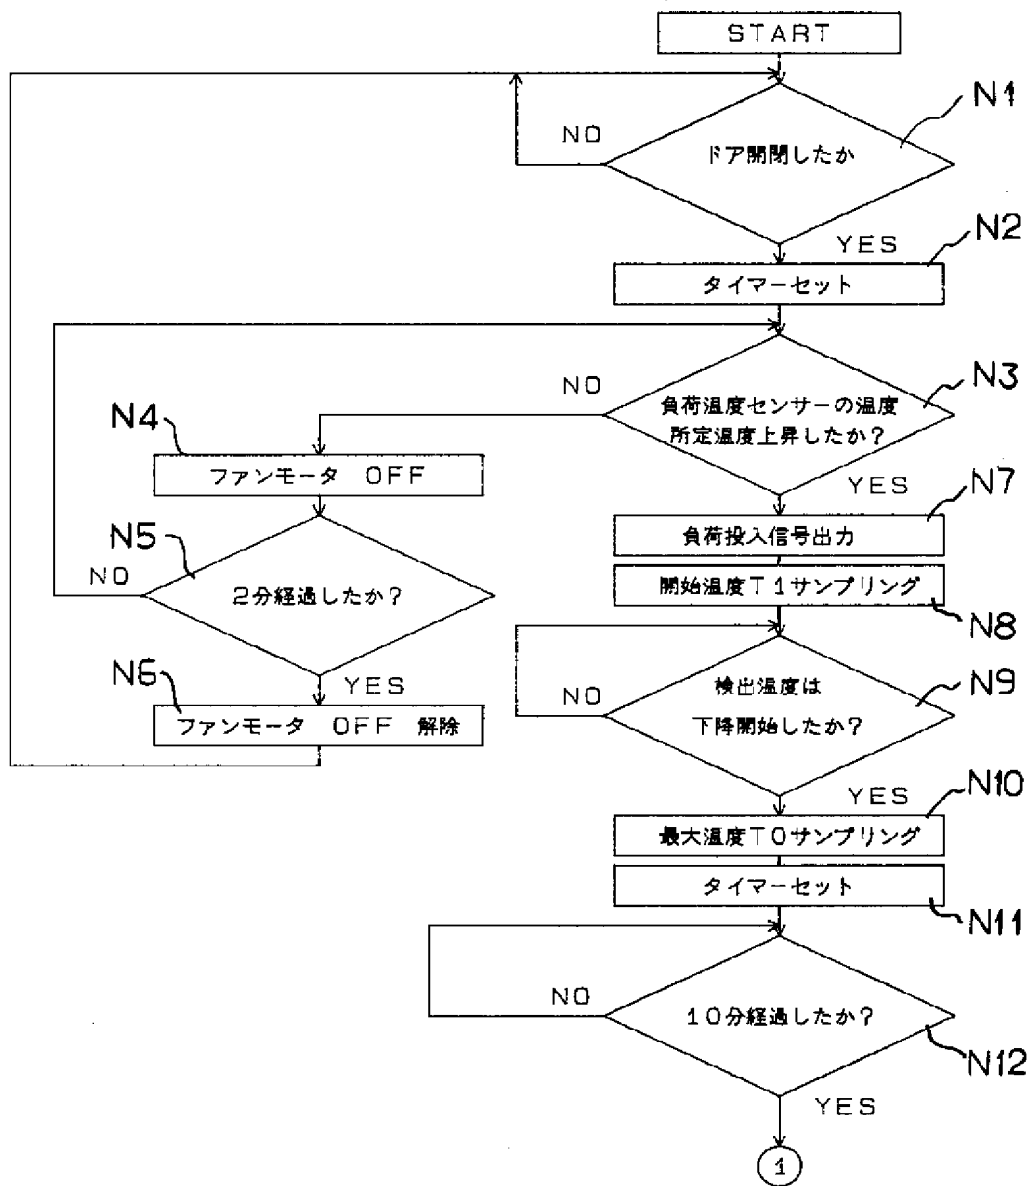 START
N1
NO
ドア開閉したか
YES
N2
タイマーセット
N3
NO
負荷温度センサーの温度
所定温度上昇したか?
N4
ファンモータ OFF
YES
N7
負荷投入信号出力
N5
NO
2分経過したか?
開始温度T1サンプリング
N8
N6
YES
ファンモータ OFF 解除
NO
検出温度は
下降開始したか?
N9
YES
N10
最大温度T0サンプリング
タイマーセット
N11
NO
10分経過したか?
N12
YES
1